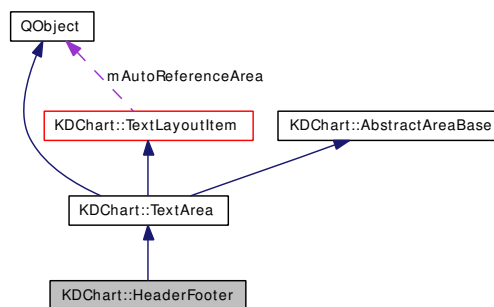 QObject
mAutoReferenceArea
KDChart::TextLayoutItem
KDChart::AbstractAreaBase
KDChart::TextArea
KDChart::HeaderFooter